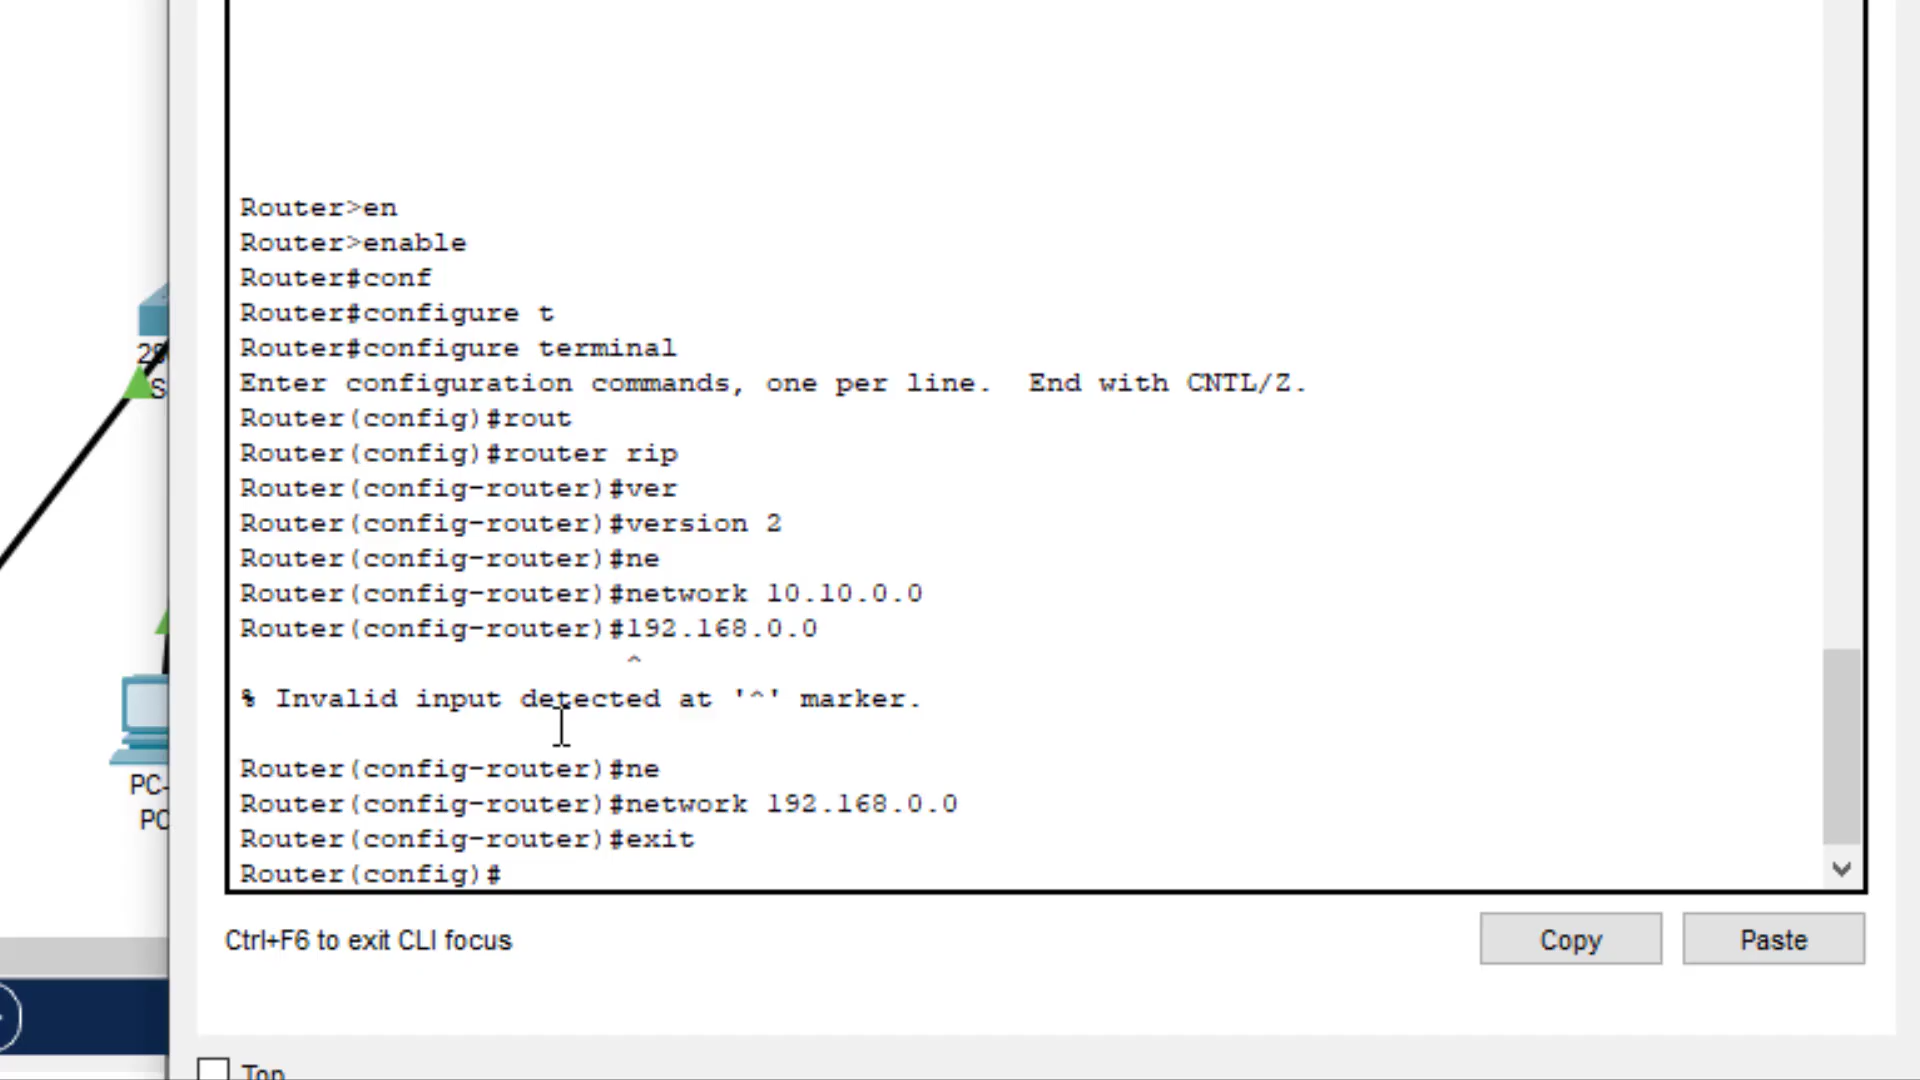 Router>en
Router>enable
Router#conf
Router#configure t
Router#configure terminal
Enter configuration commands, one per line.  End with CNTL/Z.
Router(config)#rout
Router(config)#router rip
Router(config-router)#ver
Router(config-router)#version 2
Router(config-router)#ne
Router(config-router)#network 10.10.0.0
Router(config-router)#192.168.0.0
^
% Invalid input detected at '^' marker.
Router(config-router)#ne
Router(config-router)#network 192.168.0.0
Router(config-router)#exit
Router(config)#
Ctrl+F6 to exit CLI focus
Copy
Paste
Top
29
S
PC-
PC